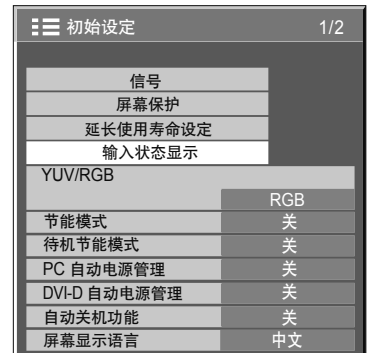 初始设定 1/2
信号
屏幕保护
延长使用寿命设定
输入状态显示
YUV/RGB
RGB
节能模式 关
待机节能模式 关
PC 自动电源管理 关
DVI-D 自动电源管理 关
自动关机功能 关
屏幕显示语言 中文